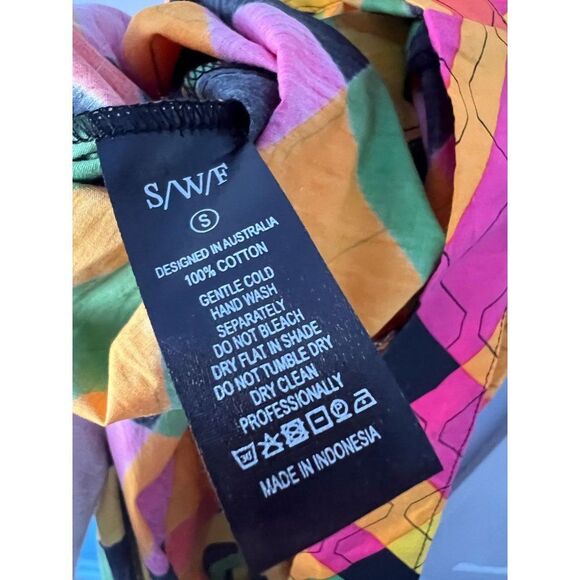 S/W/F
S
DESIGNED IN AUSTRALIA
100% COTTON
GENTLE COLD
HAND WASH
SEPARATELY
DO NOT BLEACH
DRY FLAT IN SHADE
DO NOT TUMBLE DRY
DRY CLEAN
PROFESSIONALLY
30
MADE IN INDONESIA